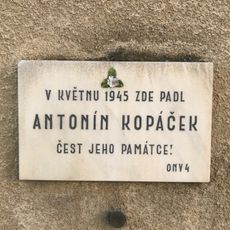 V KVĚTNU 1945 ZDE PADL
ANTONÍN KOPÁČEK
ČEST JEHO PAMÁTCE!
ONV4